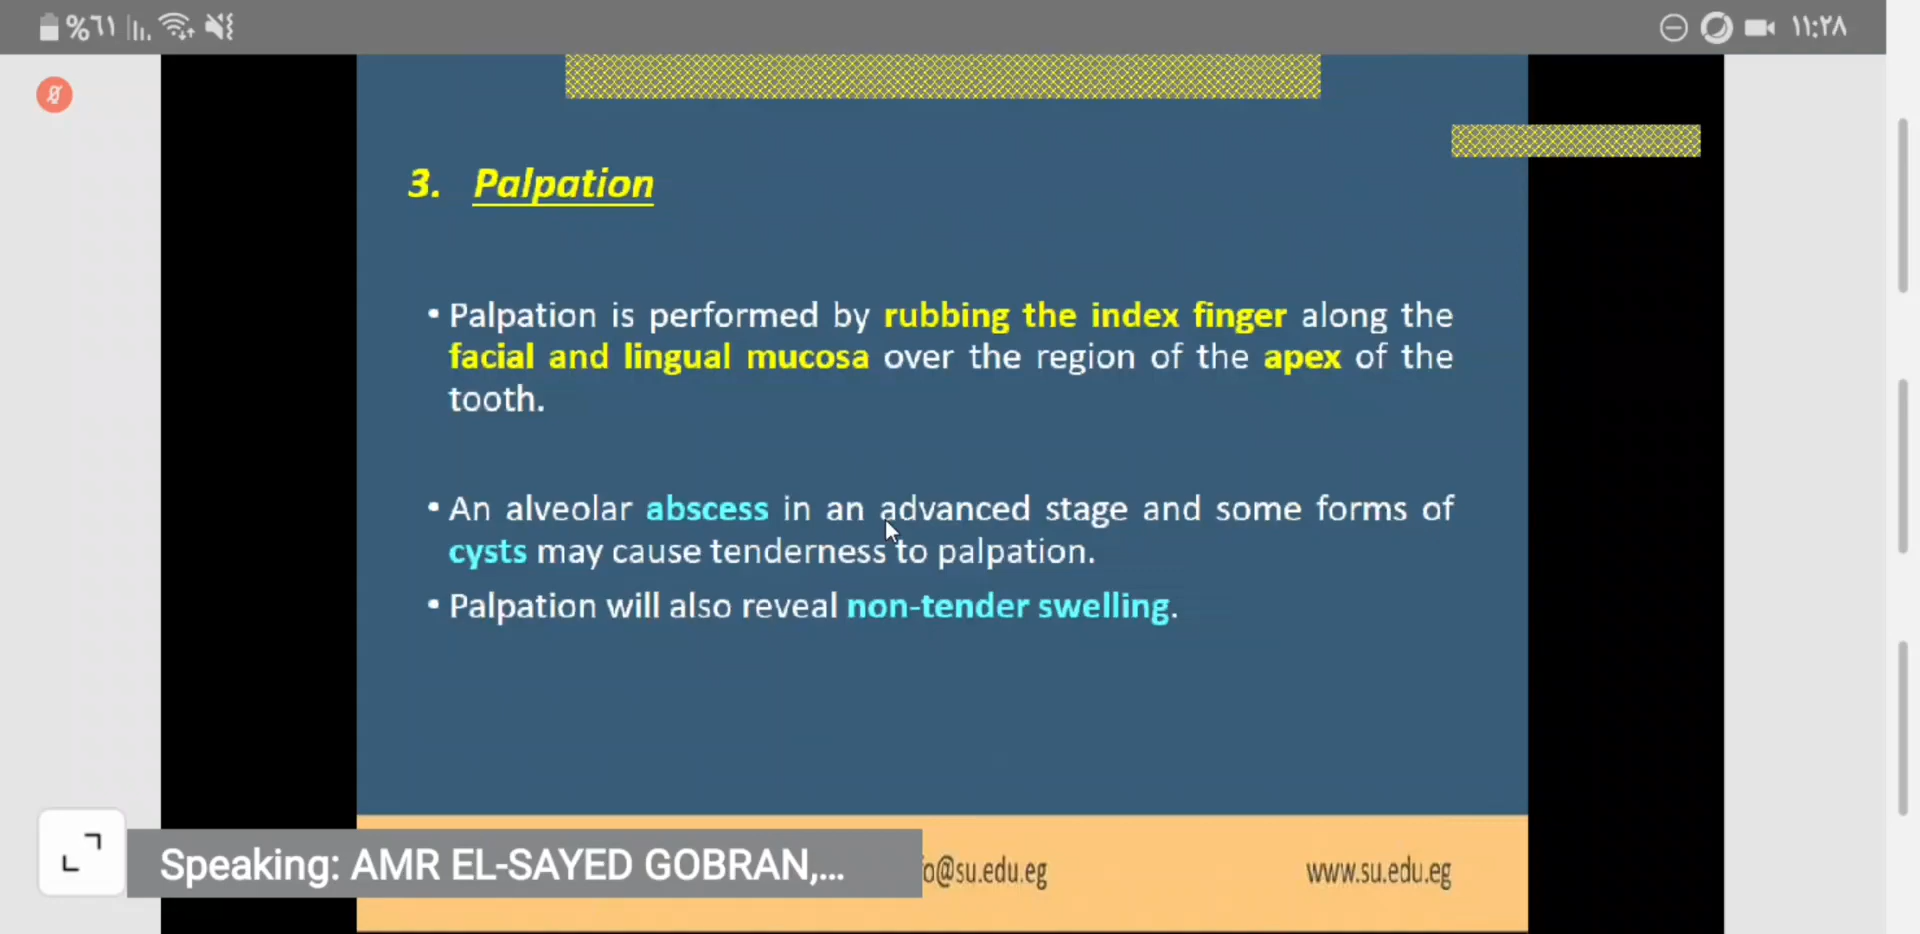 %٦١
١١:٢٨
3. Palpation
• Palpation is performed by rubbing the index finger along the
facial and lingual mucosa over the region of the apex of the
tooth.
• An alveolar abscess in an advanced stage and some forms of
cysts may cause tenderness to palpation.
• Palpation will also reveal non-tender swelling.
Speaking: AMR EL-SAYED GOBRAN,...
fo@su.edu.eg
www.su.edu.eg